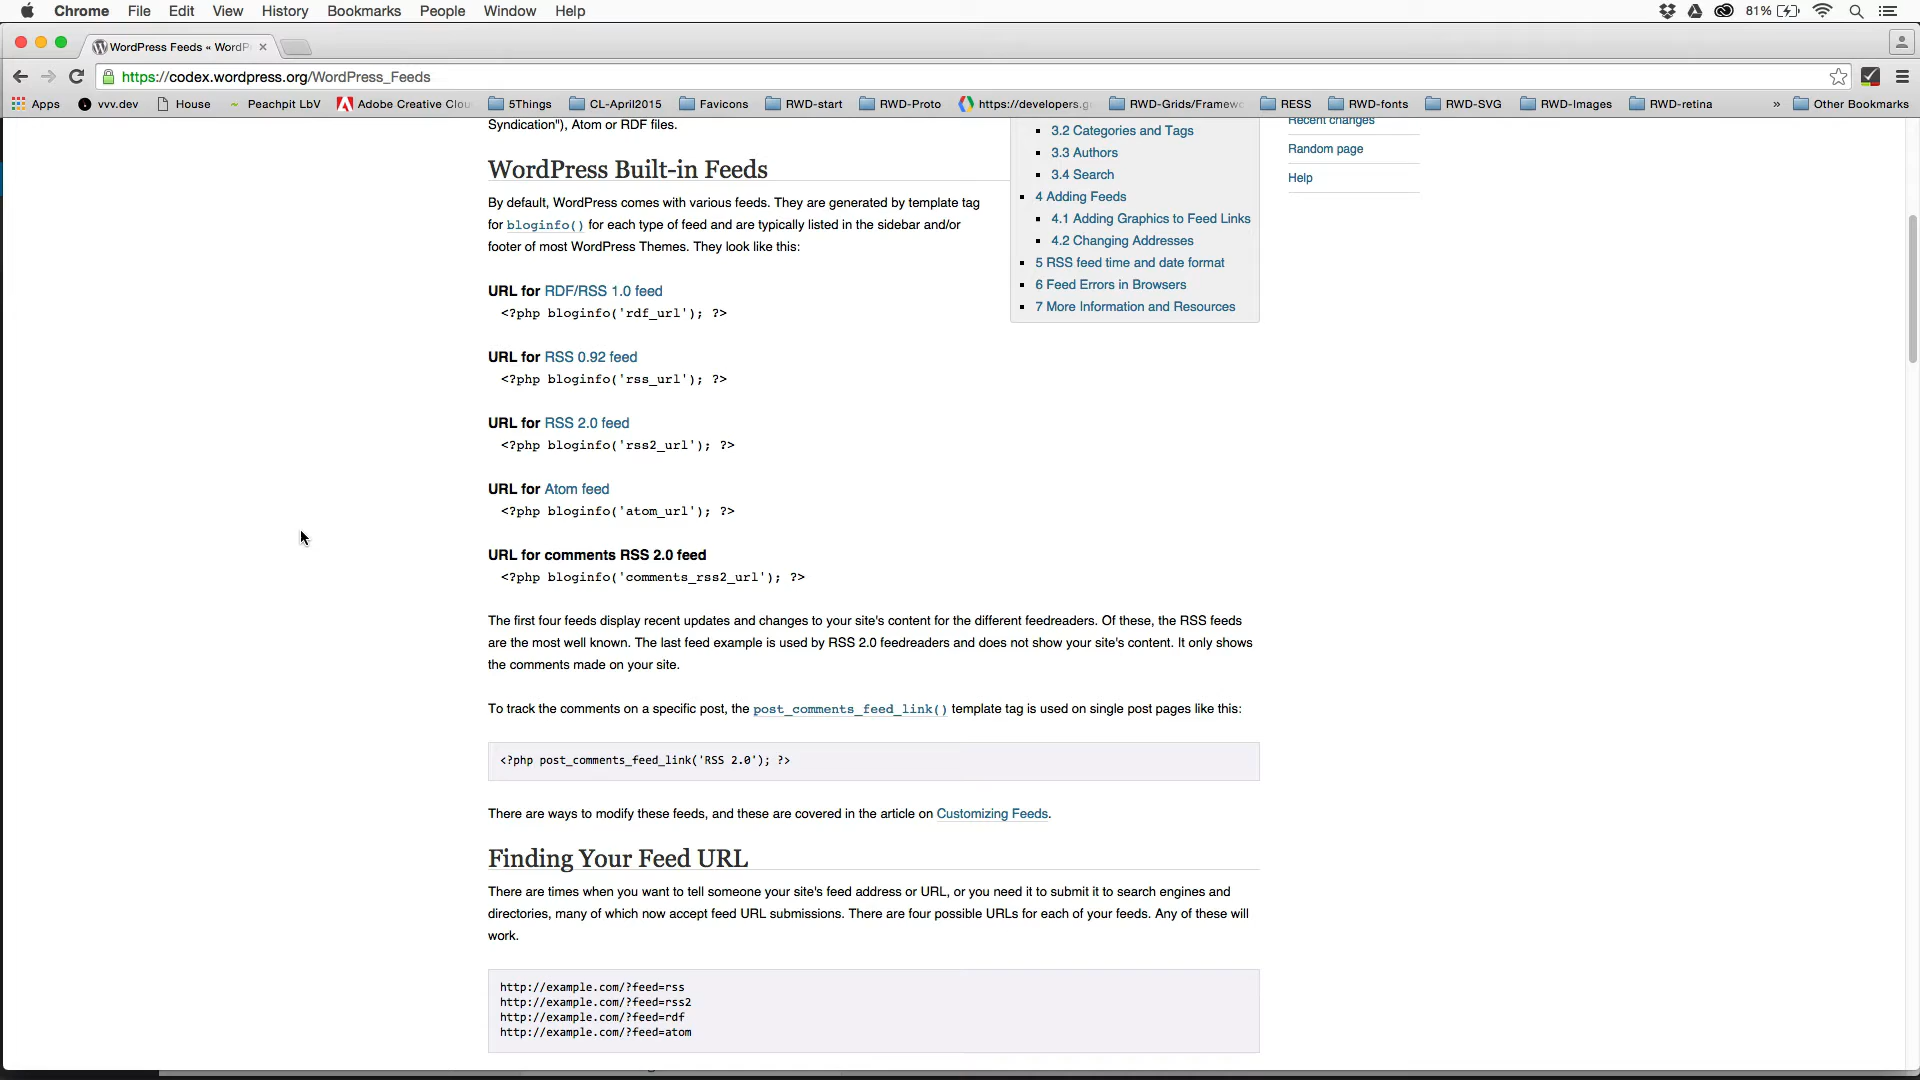 Chrome File Edit View History Bookmarks People Window Help 81%
WordPress Feeds « WordP
https://codex.wordpress.org/WordPress_Feeds
Apps vvv.dev House Peachpit LbV Adobe Creative Clou 5Things CL-April2015 Favicons RWD-start RWD-Proto https://developers.g RWD-Grids/Framew RESS RWD-fonts RWD-SVG RWD-Images RWD-retina » Other Bookmarks
Syndication"), Atom or RDF files.
WordPress Built-in Feeds
By default, WordPress comes with various feeds. They are generated by template tag
for bloginfo() for each type of feed and are typically listed in the sidebar and/or
footer of most WordPress Themes. They look like this:
URL for RDF/RSS 1.0 feed
<?php bloginfo('rdf_url'); ?>
URL for RSS 0.92 feed
<?php bloginfo('rss_url'); ?>
URL for RSS 2.0 feed
<?php bloginfo('rss2_url'); ?>
URL for Atom feed
<?php bloginfo('atom_url'); ?>
URL for comments RSS 2.0 feed
<?php bloginfo('comments_rss2_url'); ?>
The first four feeds display recent updates and changes to your site's content for the different feedreaders. Of these, the RSS feeds
are the most well known. The last feed example is used by RSS 2.0 feedreaders and does not show your site's content. It only shows
the comments made on your site.
To track the comments on a specific post, the post_comments_feed_link() template tag is used on single post pages like this:
<?php post_comments_feed_link('RSS 2.0'); ?>
There are ways to modify these feeds, and these are covered in the article on Customizing Feeds.
Finding Your Feed URL
There are times when you want to tell someone your site's feed address or URL, or you need it to submit it to search engines and
directories, many of which now accept feed URL submissions. There are four possible URLs for each of your feeds. Any of these will
work.
http://example.com/?feed=rss
http://example.com/?feed=rss2
http://example.com/?feed=rdf
http://example.com/?feed=atom
3.2 Categories and Tags
3.3 Authors
3.4 Search
4 Adding Feeds
4.1 Adding Graphics to Feed Links
4.2 Changing Addresses
5 RSS feed time and date format
6 Feed Errors in Browsers
7 More Information and Resources
Recent changes
Random page
Help